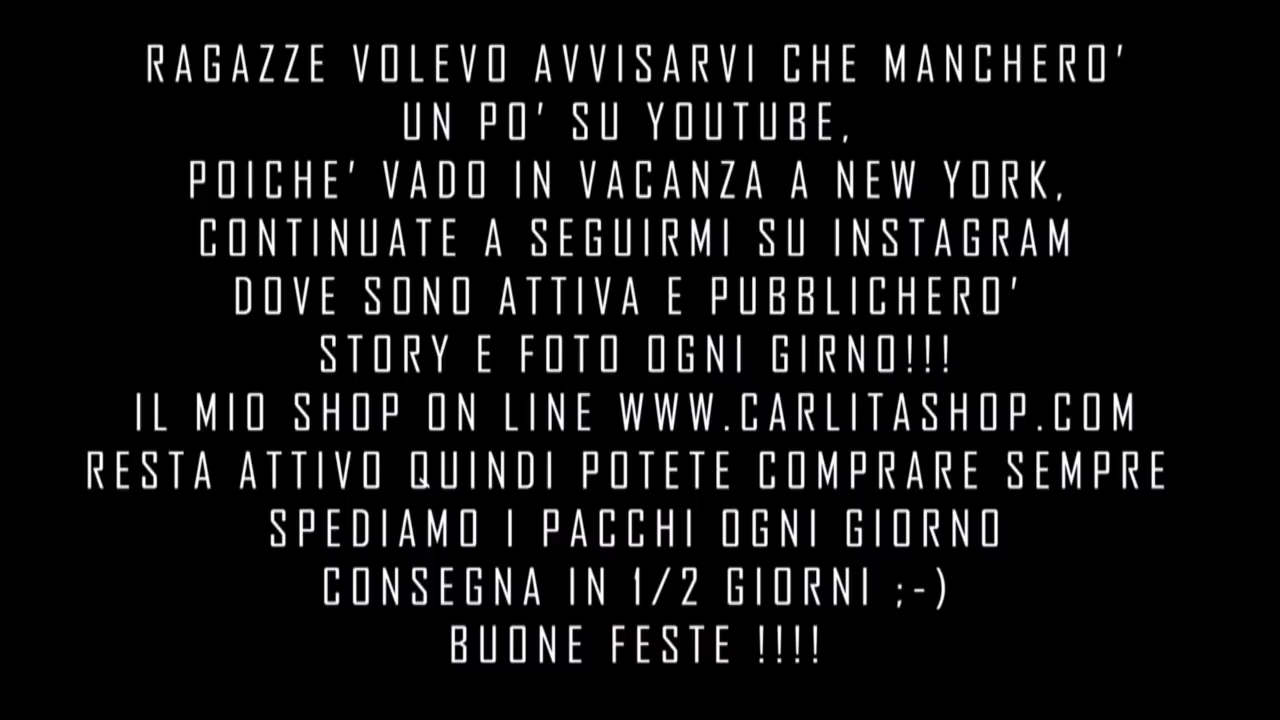 RAGAZZE VOLEVO AVVISARVI CHE MANCHERO'
UN PO' SU YOUTUBE,
POICHE' VADO IN VACANZA A NEW YORK,
CONTINUATE A SEGUIRMI SU INSTAGRAM
DOVE SONO ATTIVA E PUBBLICHERO'
STORY E FOTO OGNI GIRNO!!!
IL MIO SHOP ON LINE WWW.CARLITASHOP.COM
RESTA ATTIVO QUINDI POTETE COMPRARE SEMPRE
SPEDIAMO I PACCHI OGNI GIORNO
CONSEGNA IN 1/2 GIORNI ;-)
BUONE FESTE !!!!